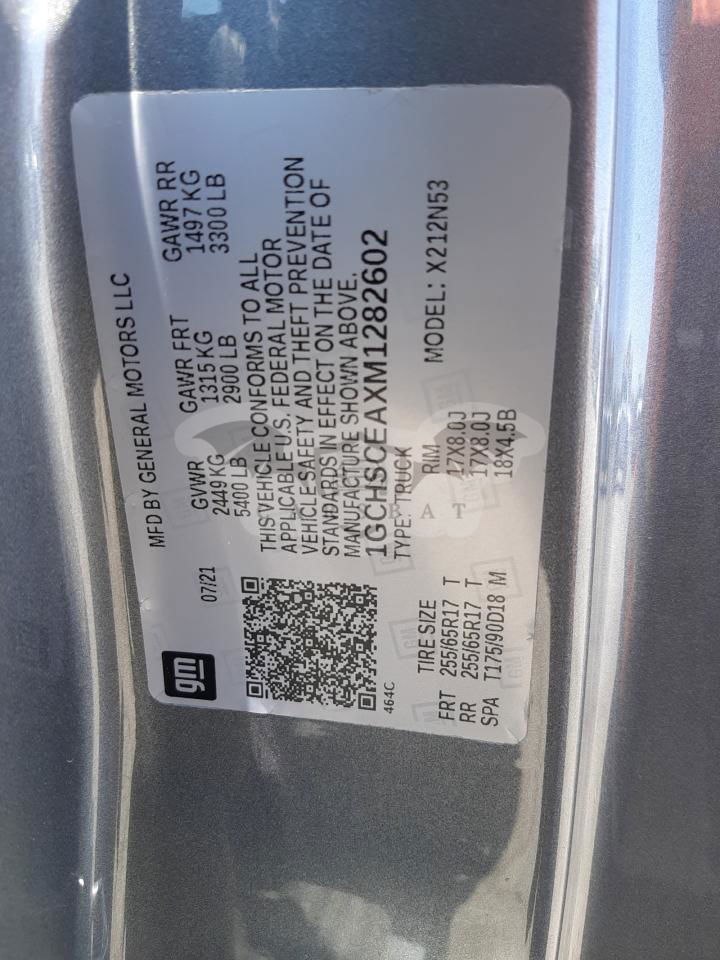 gm
07/21
MFD BY GENERAL MOTORS LLC
GVWR GAWR FRT GAWR RR
2449 KG 1315 KG 1497 KG
5400 LB 2900 LB 3300 LB
THIS VEHICLE CONFORMS TO ALL
APPLICABLE U.S. FEDERAL MOTOR
VEHICLE SAFETY AND THEFT PREVENTION
STANDARDS IN EFFECT ON THE DATE OF
MANUFACTURE SHOWN ABOVE.
1GCHSCEAXM1282602
TYPE: TRUCK MODEL: X212N53
464C
TIRE SIZE RIM
FRT 255/65R17 T 17X8.0J
RR 255/65R17 T 17X8.0J
SPA T175/90D18 M 18X4.5B